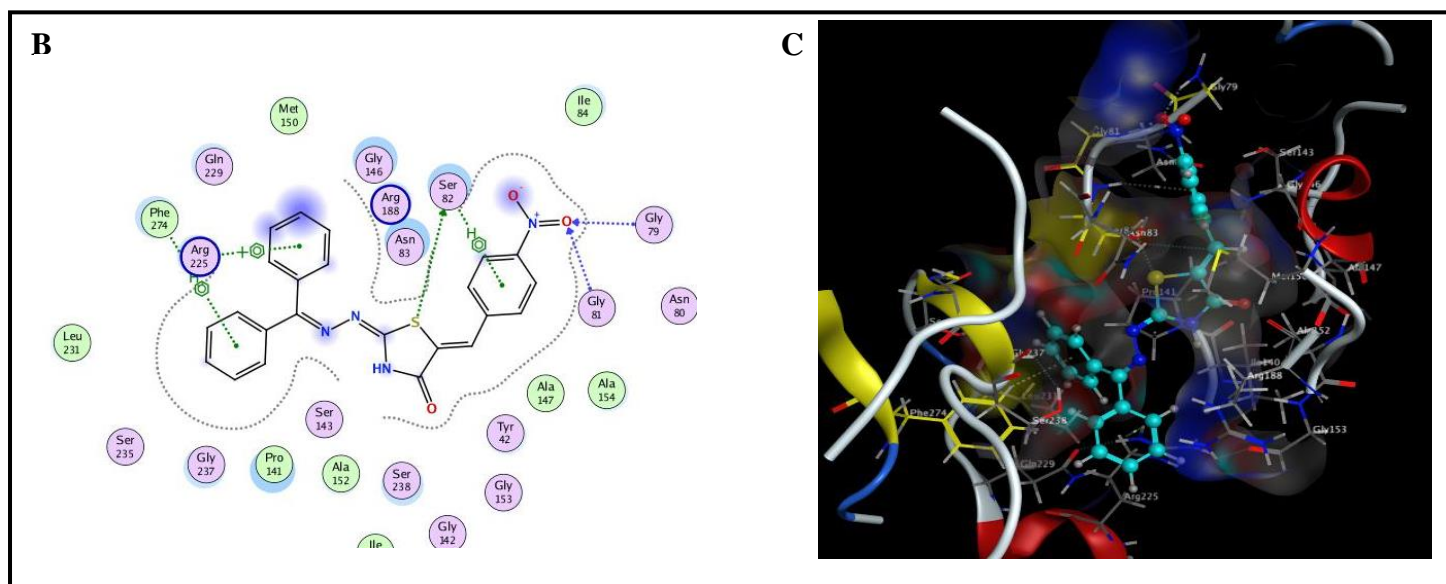 B
C
Met
150
Ile
84
Gln
229
Gly
146
Ser
82
Arg
188
Phe
274
Asn
83
Gly
79
Arg
225
H
+
H
O-
N+
O
Gly
81
Asn
80
Leu
231
N
N
S
HN
O
Ala
147
Ala
154
Ser
143
Tyr
42
Ser
235
Gly
237
Pro
141
Ala
152
Ser
238
Gly
153
Gly
142
Ile
Gly79
Gly81
Ser143
Asn83
Pro141
Ile140
Arg188
Gly153
Phe274
Ser238
Gln229
Arg225